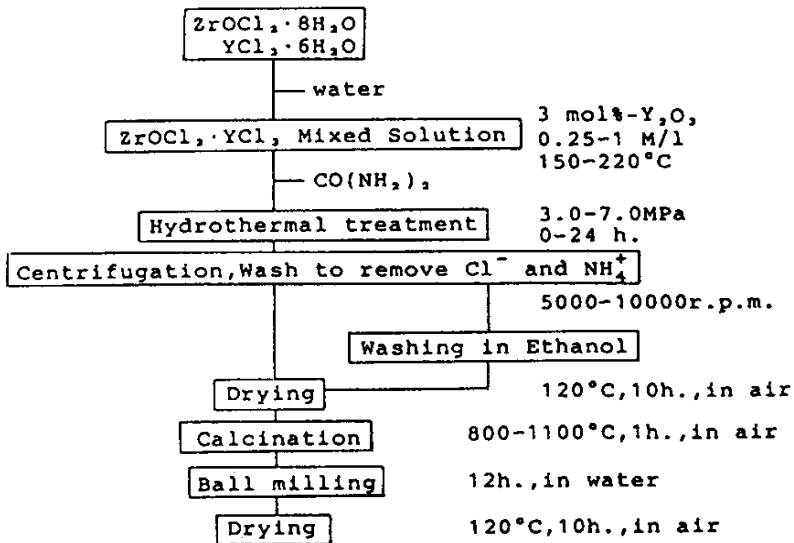 ZrOCl₂·8H₂O
YCl₃·6H₂O
water
ZrOCl₂·YCl₃ Mixed Solution
3 mol%-Y₂O₃
0.25-1 M/l
150-220°C
CO(NH₂)₂
Hydrothermal treatment
3.0-7.0MPa
0-24 h.
Centrifugation,Wash to remove Cl⁻ and NH₄⁺
5000-10000r.p.m.
Washing in Ethanol
Drying
120°C,10h.,in air
Calcination
800-1100°C,1h.,in air
Ball milling
12h.,in water
Drying
120°C,10h.,in air